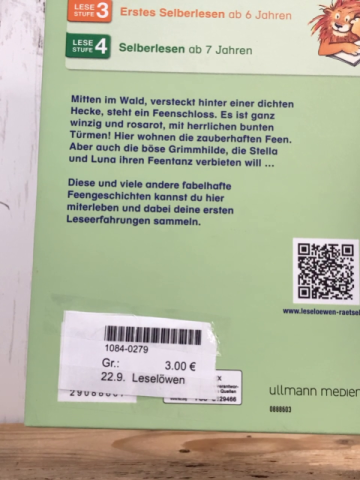 LESE STUFE 3 Erstes Selberlesen ab 6 Jahren
LESE STUFE 4 Selberlesen ab 7 Jahren
Mitten im Wald, versteckt hinter einer dichten
Hecke, steht ein Feenschloss. Es ist ganz
winzig und rosarot, mit herrlichen bunten
Türmen! Hier wohnen die zauberhaften Feen.
Aber auch die böse Grimmhilde, die Stella
und Luna ihren Feentanz verbieten will ...
Diese und viele andere fabelhafte
Feengeschichten kannst du hier
miterleben und dabei deine ersten
Leseerfahrungen sammeln.
www.leseloewen-raetsel
1084-0279
Gr.: 3.00 €
22.9. Leselöwen
ullmann medien